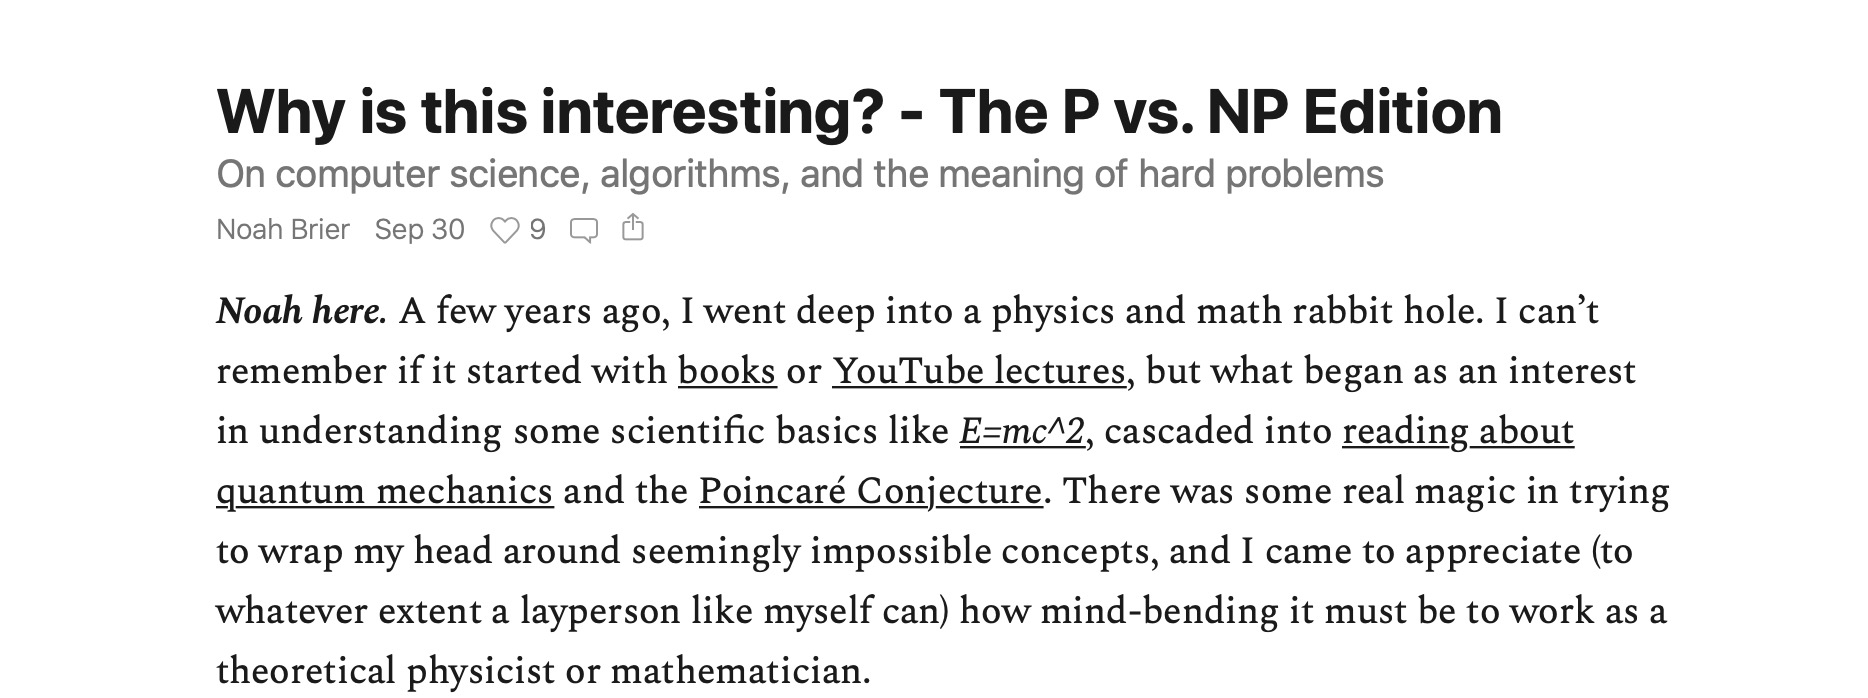 Why is this interesting? - The P vs. NP Edition
On computer science, algorithms, and the meaning of hard problems
Noah Brier Sep 30 9
Noah here. A few years ago, I went deep into a physics and math rabbit hole. I can’t
remember if it started with books or YouTube lectures, but what began as an interest
in understanding some scientific basics like E=mc^2, cascaded into reading about
quantum mechanics and the Poincaré Conjecture. There was some real magic in trying
to wrap my head around seemingly impossible concepts, and I came to appreciate (to
whatever extent a layperson like myself can) how mind-bending it must be to work as a
theoretical physicist or mathematician.